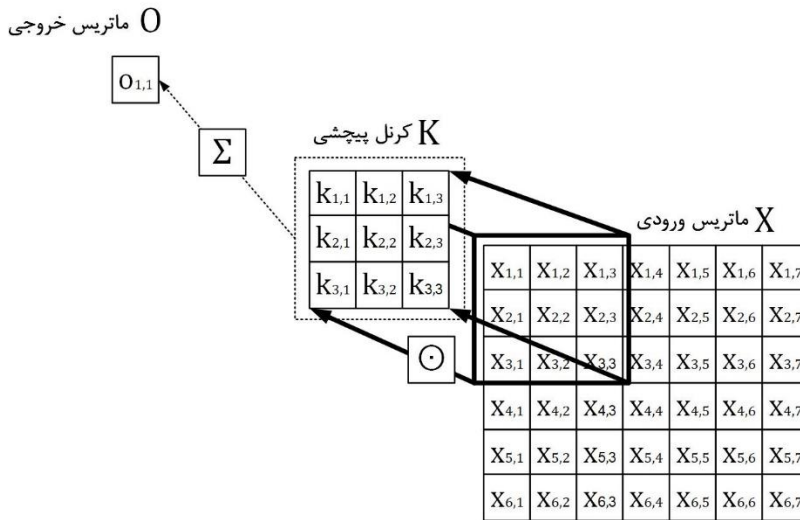 ماتریس خروجی O
o1,1
Σ
کرنل پیچشی K
k1,1 k1,2 k1,3
k2,1 k2,2 k2,3
k3,1 k3,2 k3,3
⊙
ماتریس ورودی X
x1,1 x1,2 x1,3 x1,4 x1,5 x1,6 x1,7
x2,1 x2,2 x2,3 x2,4 x2,5 x2,6 x2,7
x3,1 x3,2 x3,3 x3,4 x3,5 x3,6 x3,7
x4,1 x4,2 x4,3 x4,4 x4,5 x4,6 x4,7
x5,1 x5,2 x5,3 x5,4 x5,5 x5,6 x5,7
x6,1 x6,2 x6,3 x6,4 x6,5 x6,6 x6,7